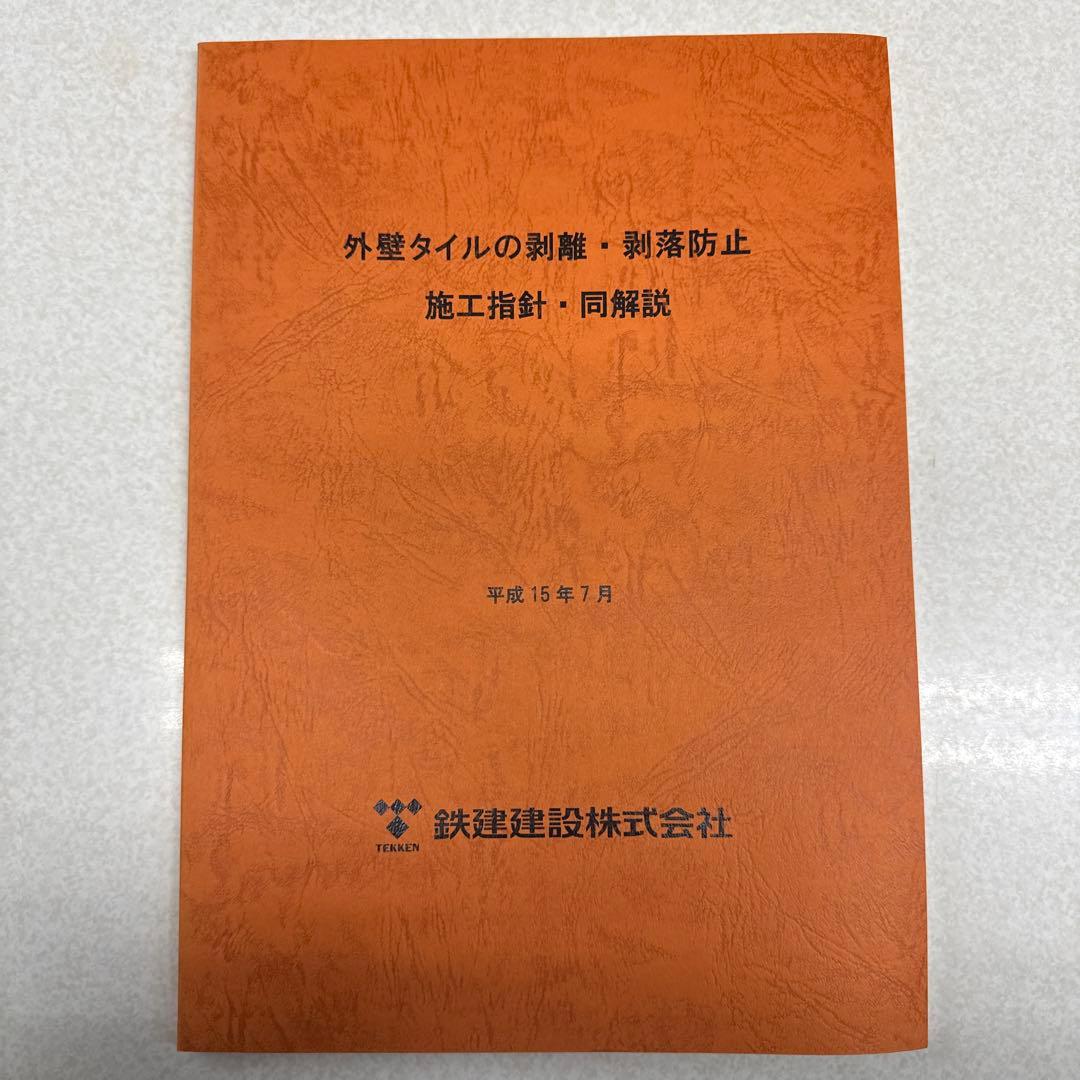 外壁タイルの剥離・剥落防止
施工指針・同解説
平成15年7月
鉄建建設株式会社
TEKKEN